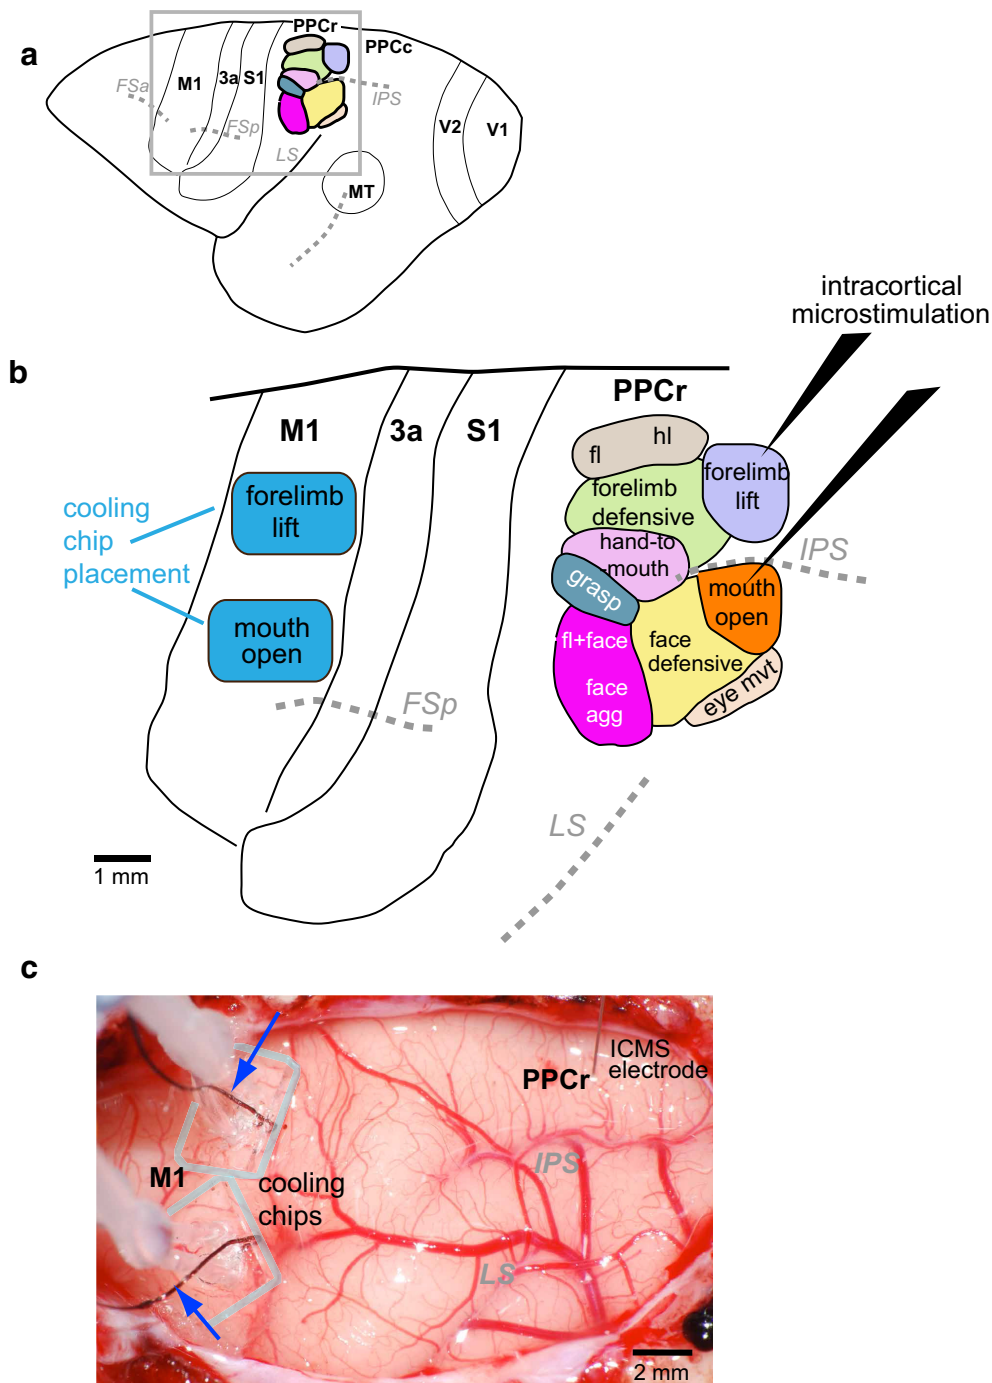 a
PPCr
PPCc
M1
3a
S1
FSa
FSp
IPS
LS
V2
V1
MT
intracortical
microstimulation
b
PPCr
M1
3a
S1
fl
hl
forelimb
lift
forelimb
defensive
forelimb
lift
cooling
chip
placement
hand-to
-mouth
IPS
grasp
mouth
open
mouth
open
fl+face
face
defensive
face
agg
eye mvt
FSp
LS
1 mm
c
ICMS
electrode
PPCr
M1
IPS
cooling
chips
LS
2 mm